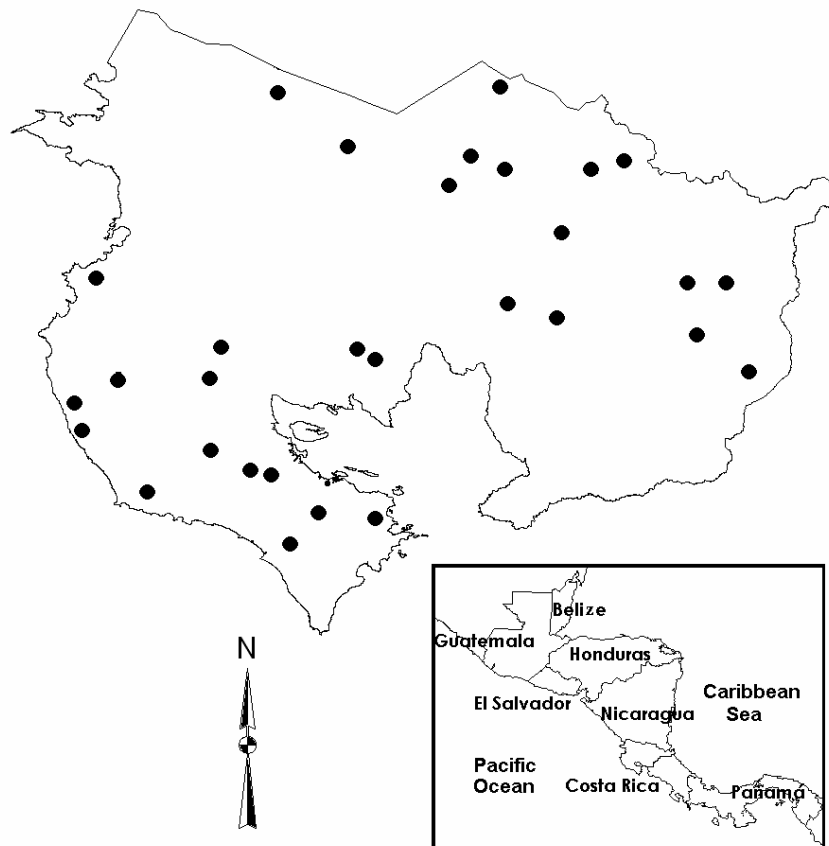 N
Belize
Guatemala
Honduras
El Salvador
Nicaragua
Caribbean
Sea
Pacific
Ocean
Costa Rica
Panama